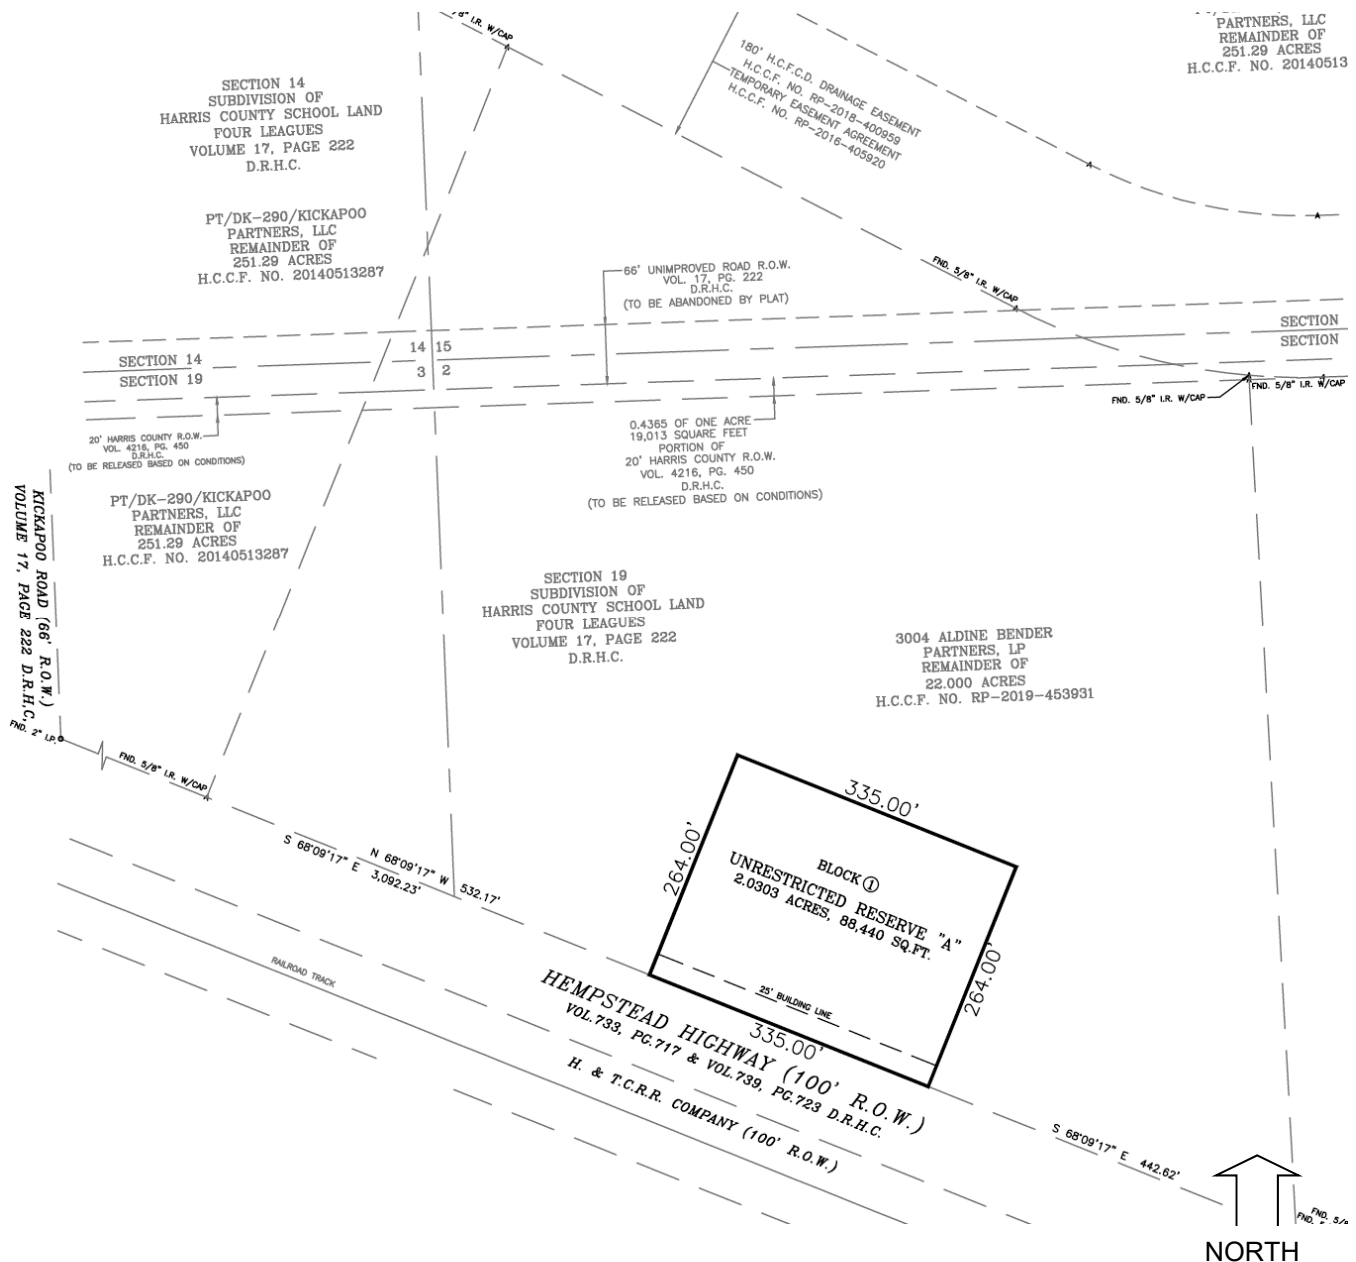 5/8" I.R. W/CAP
SECTION 14
SUBDIVISION OF
HARRIS COUNTY SCHOOL LAND
FOUR LEAGUES
VOLUME 17, PAGE 222
D.R.H.C.
PT/DK-290/KICKAPOO
PARTNERS, LLC
REMAINDER OF
251.29 ACRES
H.C.C.F. NO. 20140513287
180' H.C.F.C.D. DRAINAGE EASEMENT
H.C.C.F. NO. RP-2018-400959
TEMPORARY EASEMENT AGREEMENT
H.C.C.F. NO. RP-2016-405920
PARTNERS, LLC
REMAINDER OF
251.29 ACRES
H.C.C.F. NO. 20140513
66' UNIMPROVED ROAD R.O.W.
VOL. 17, PG. 222
D.R.H.C.
(TO BE ABANDONED BY PLAT)
FND. 5/8" I.R. W/CAP
SECTION
SECTION
SECTION 14
SECTION 19
14 15
3 2
FND. 5/8" I.R. W/CAP
FND. 5/8" I.R. W/CAP
20' HARRIS COUNTY R.O.W.
VOL. 4216, PG. 450
D.R.H.C.
(TO BE RELEASED BASED ON CONDITIONS)
0.4365 OF ONE ACRE
19,013 SQUARE FEET
PORTION OF
20' HARRIS COUNTY R.O.W.
VOL. 4216, PG. 450
D.R.H.C.
(TO BE RELEASED BASED ON CONDITIONS)
PT/DK-290/KICKAPOO
PARTNERS, LLC
REMAINDER OF
251.29 ACRES
H.C.C.F. NO. 20140513287
KICKAPOO ROAD (66' R.O.W.)
VOLUME 17, PAGE 222 D.R.H.C.
SECTION 19
SUBDIVISION OF
HARRIS COUNTY SCHOOL LAND
FOUR LEAGUES
VOLUME 17, PAGE 222
D.R.H.C.
3004 ALDINE BENDER
PARTNERS, LP
REMAINDER OF
22.000 ACRES
H.C.C.F. NO. RP-2019-453931
FND. 2" I.P.
FND. 5/8" I.R. W/CAP
335.00'
264.00'
BLOCK 1
UNRESTRICTED RESERVE "A"
2.0303 ACRES, 88,440 SQ.FT.
264.00'
25' BUILDING LINE
335.00'
N 68°09'17" W 532.17'
S 68°09'17" E 3,092.23'
RAILROAD TRACK
HEMPSTEAD HIGHWAY (100' R.O.W.)
VOL.733, PG.717 & VOL.739, PG.723 D.R.H.C.
H. & T.C.R.R. COMPANY (100' R.O.W.)
S 68°09'17" E 442.62'
FND. 5/8
FND.
NORTH